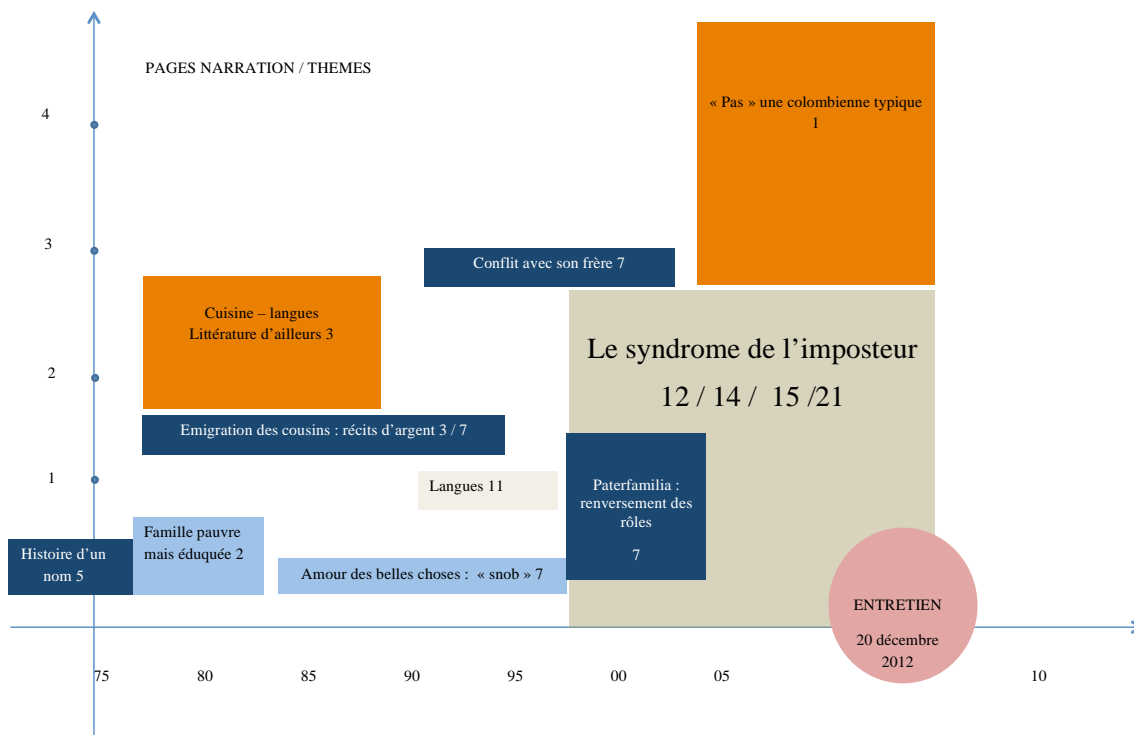 PAGES NARRATION / THEMES
« Pas » une colombienne typique
1
4
3
Conflit avec son frère 7
Cuisine – langues
Littérature d’ailleurs 3
Le syndrome de l’imposteur
12 / 14 / 15 /21
2
Emigration des cousins : récits d’argent 3 / 7
1
Langues 11
Paterfamilia :
renversement des
rôles
7
Famille pauvre
mais éduquée 2
Histoire d’un
nom 5
Amour des belles choses : « snob » 7
ENTRETIEN
20 décembre
2012
75
80
85
90
95
00
05
10